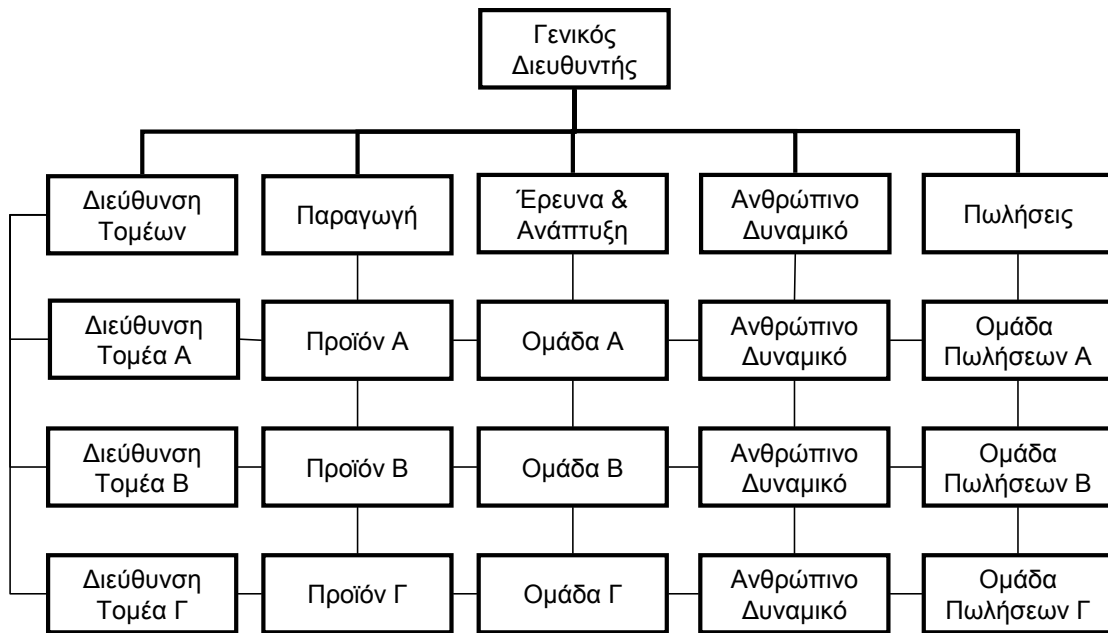 Γενικός
Διευθυντής
Διεύθυνση
Τομέων
Παραγωγή
Έρευνα &
Ανάπτυξη
Ανθρώπινο
Δυναμικό
Πωλήσεις
Διεύθυνση
Τομέα Α
Προϊόν Α
Ομάδα Α
Ανθρώπινο
Δυναμικό
Ομάδα
Πωλήσεων Α
Διεύθυνση
Τομέα Β
Προϊόν Β
Ομάδα Β
Ανθρώπινο
Δυναμικό
Ομάδα
Πωλήσεων Β
Διεύθυνση
Τομέα Γ
Προϊόν Γ
Ομάδα Γ
Ανθρώπινο
Δυναμικό
Ομάδα
Πωλήσεων Γ